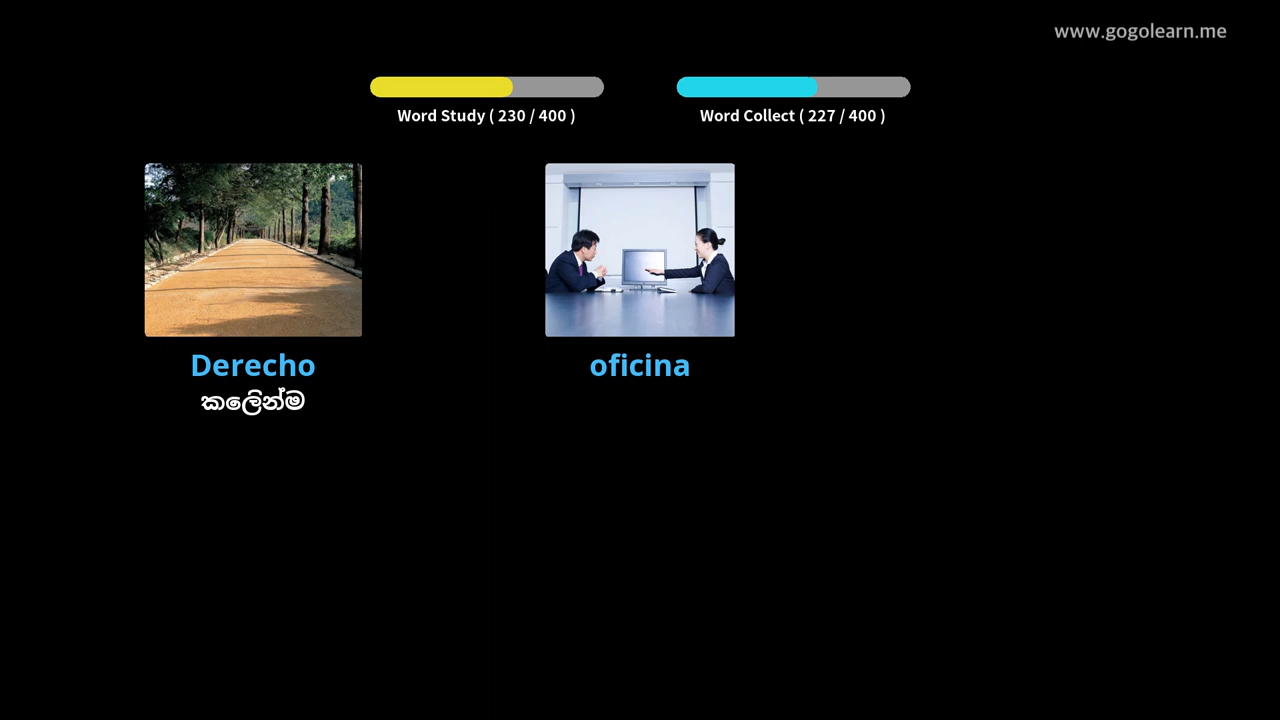 www.gogolearn.me
Word Study ( 230 / 400 )
Word Collect ( 227 / 400 )
Derecho
oficina
කෙලින්ම